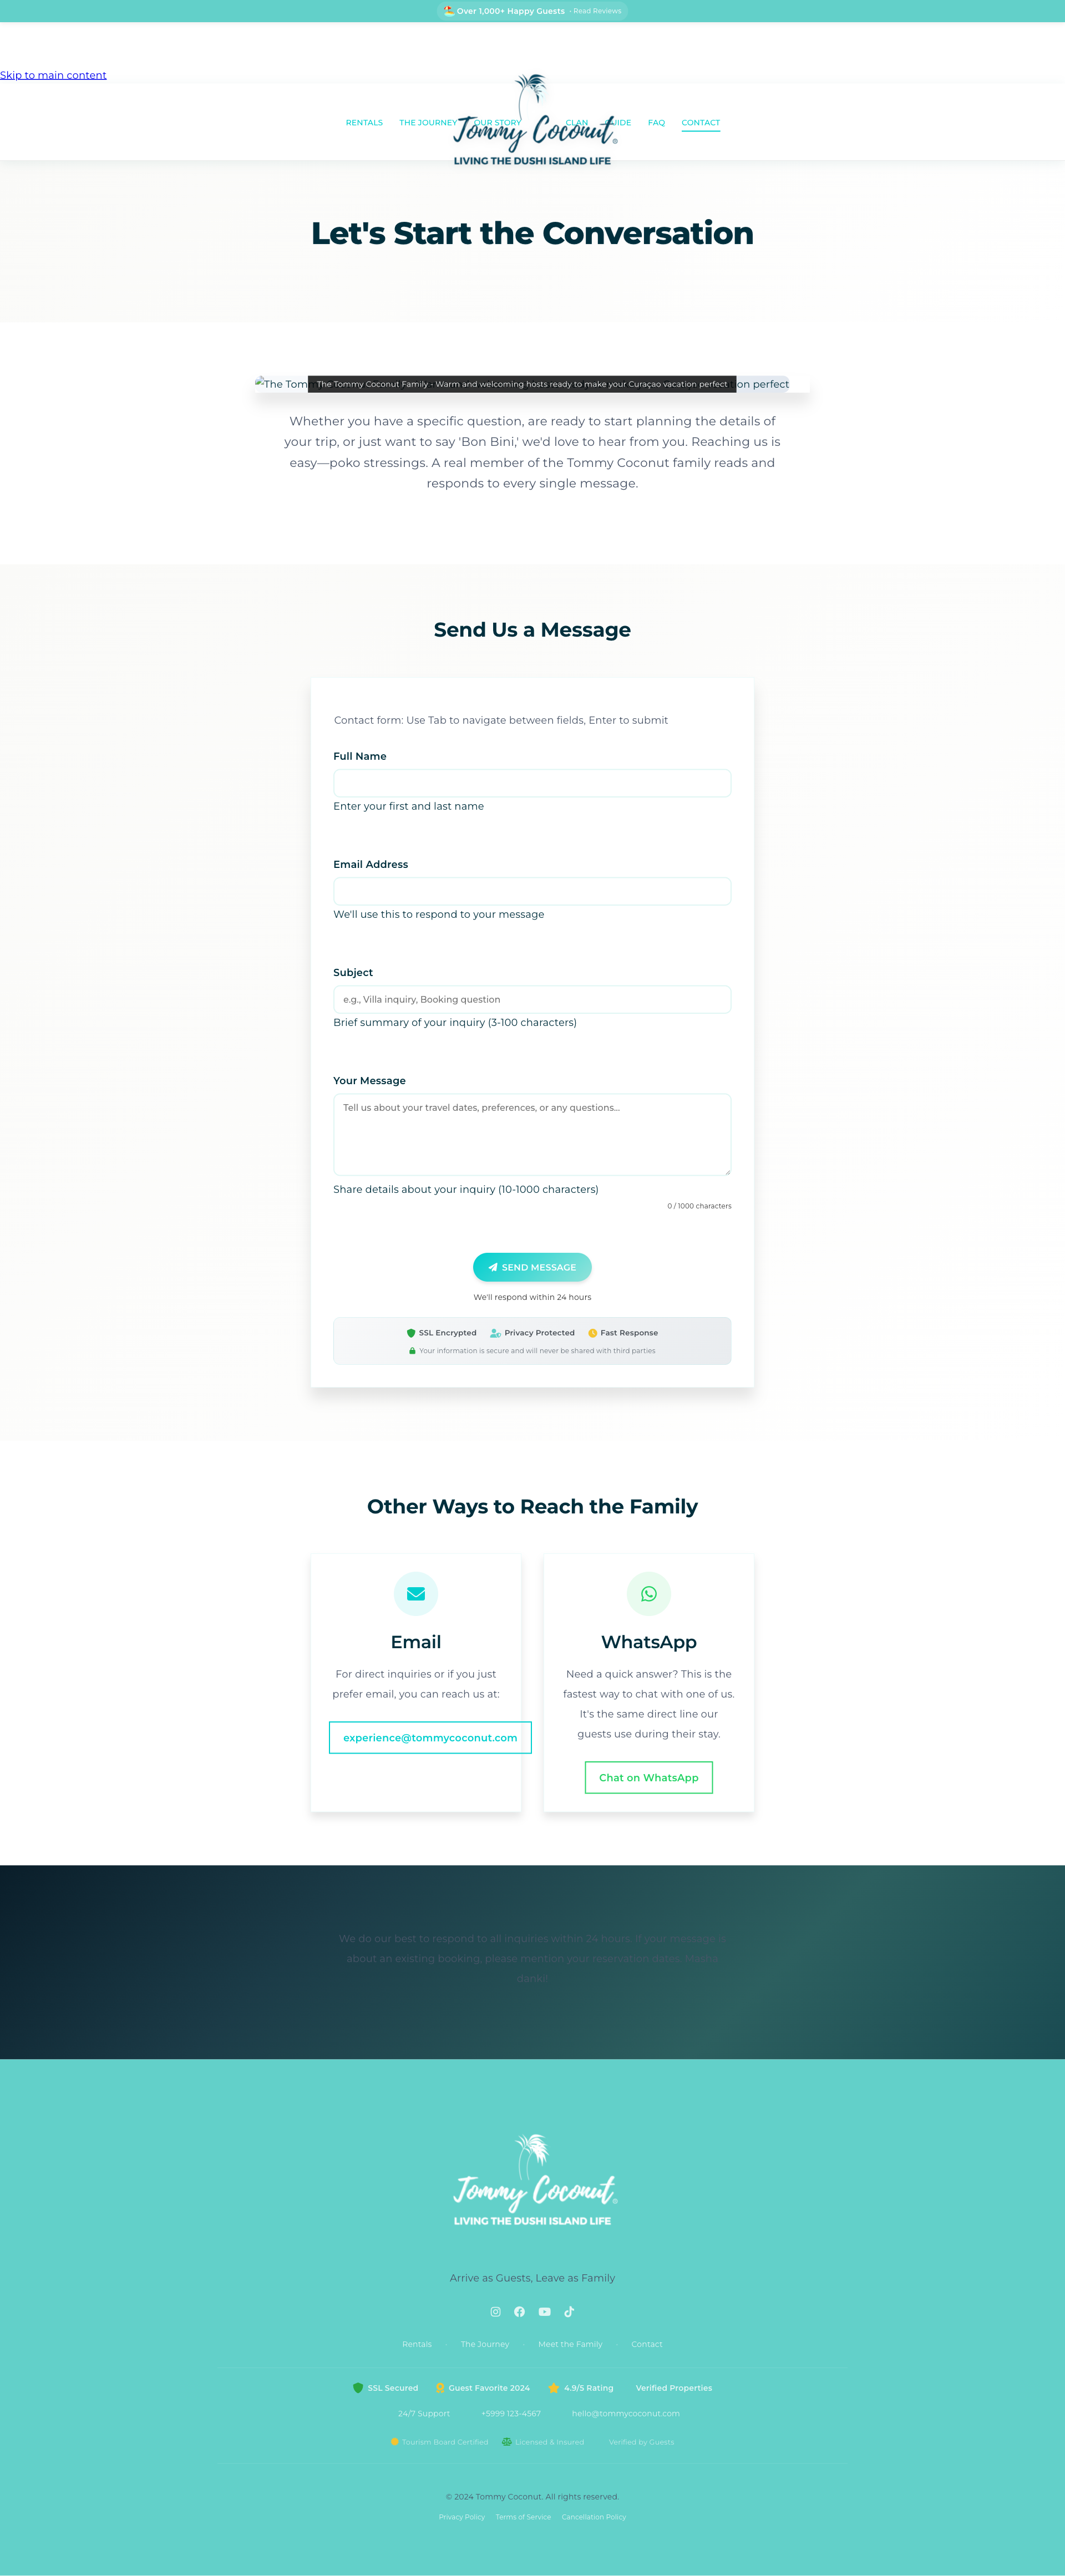 Over 1,000+ Happy Guests • Read Reviews
Skip to main content
RENTALS THE JOURNEY OUR STORY CLAN GUIDE FAQ CONTACT
Tommy Coconut®
LIVING THE DUSHI ISLAND LIFE
Let's Start the Conversation
The Tomm
The Tommy Coconut Family - Warm and welcoming hosts ready to make your Curaçao vacation perfect
on perfect
Whether you have a specific question, are ready to start planning the details of
your trip, or just want to say 'Bon Bini,' we'd love to hear from you. Reaching us is
easy—poko stressings. A real member of the Tommy Coconut family reads and
responds to every single message.
Send Us a Message
Contact form: Use Tab to navigate between fields, Enter to submit
Full Name
Enter your first and last name
Email Address
We'll use this to respond to your message
Subject
e.g., Villa inquiry, Booking question
Brief summary of your inquiry (3-100 characters)
Your Message
Tell us about your travel dates, preferences, or any questions...
Share details about your inquiry (10-1000 characters)
0 / 1000 characters
SEND MESSAGE
We'll respond within 24 hours
SSL Encrypted Privacy Protected Fast Response
Your information is secure and will never be shared with third parties
Other Ways to Reach the Family
Email
For direct inquiries or if you just
prefer email, you can reach us at:
experience@tommycoconut.com
WhatsApp
Need a quick answer? This is the
fastest way to chat with one of us.
It's the same direct line our
guests use during their stay.
Chat on WhatsApp
We do our best to respond to all inquiries within 24 hours. If your message is
about an existing booking, please mention your reservation dates. Masha
danki!
Tommy Coconut®
LIVING THE DUSHI ISLAND LIFE
Arrive as Guests, Leave as Family
Rentals The Journey Meet the Family Contact
SSL Secured Guest Favorite 2024 4.9/5 Rating Verified Properties
24/7 Support +5999 123-4567 hello@tommycoconut.com
Tourism Board Certified Licensed & Insured Verified by Guests
© 2024 Tommy Coconut. All rights reserved.
Privacy Policy Terms of Service Cancellation Policy